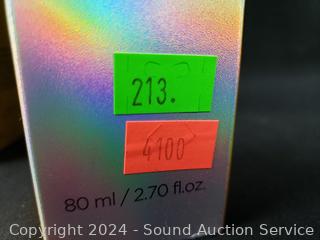 213.
4100
80 ml / 2.70 fl.oz.
Copyright 2024 - Sound Auction Service